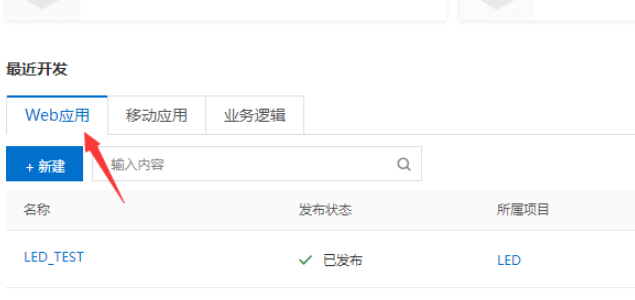 最近开发
Web应用 移动应用 业务逻辑
+ 新建 输入内容
名称 发布状态 所属项目
LED_TEST 已发布 LED